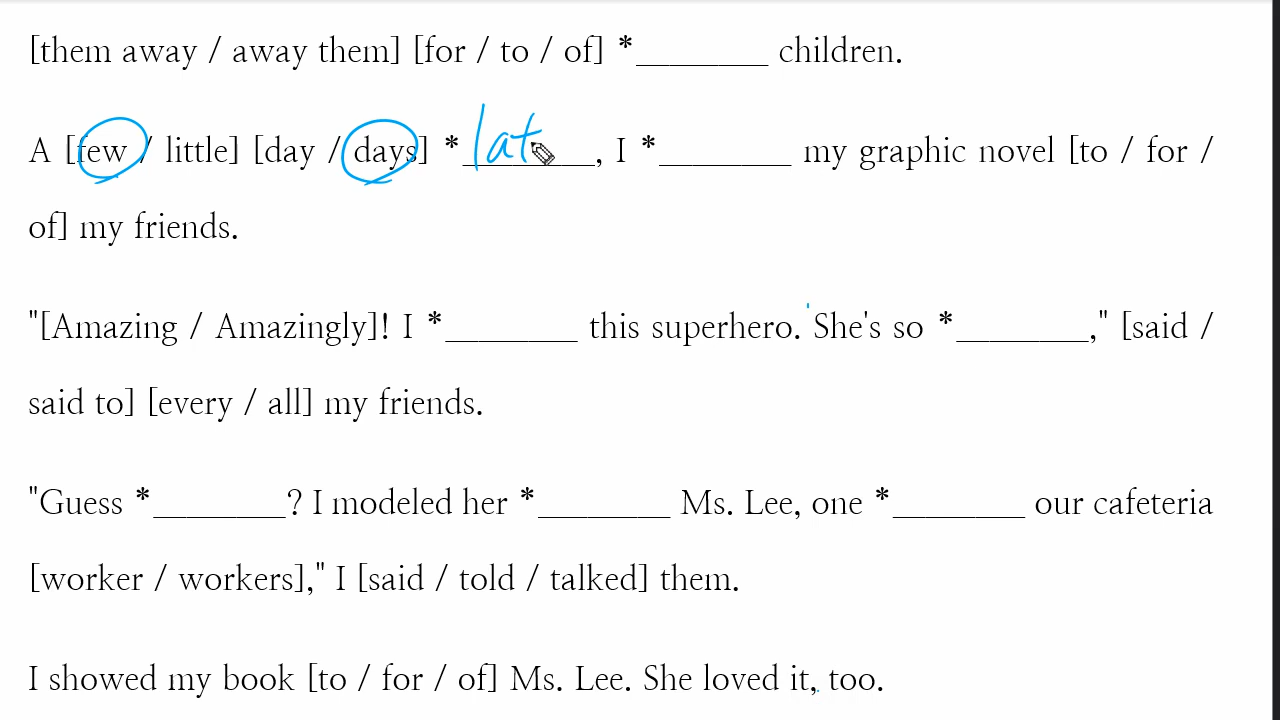 [them away / away them] [for / to / of] *________ children.
A [few / little] [day / days] *lat________, I *________ my graphic novel [to / for /
of] my friends.
"[Amazing / Amazingly]! I *________ this superhero. She's so *________," [said /
said to] [every / all] my friends.
"Guess *________? I modeled her *________ Ms. Lee, one *________ our cafeteria
[worker / workers]," I [said / told / talked] them.
I showed my book [to / for / of] Ms. Lee. She loved it, too.